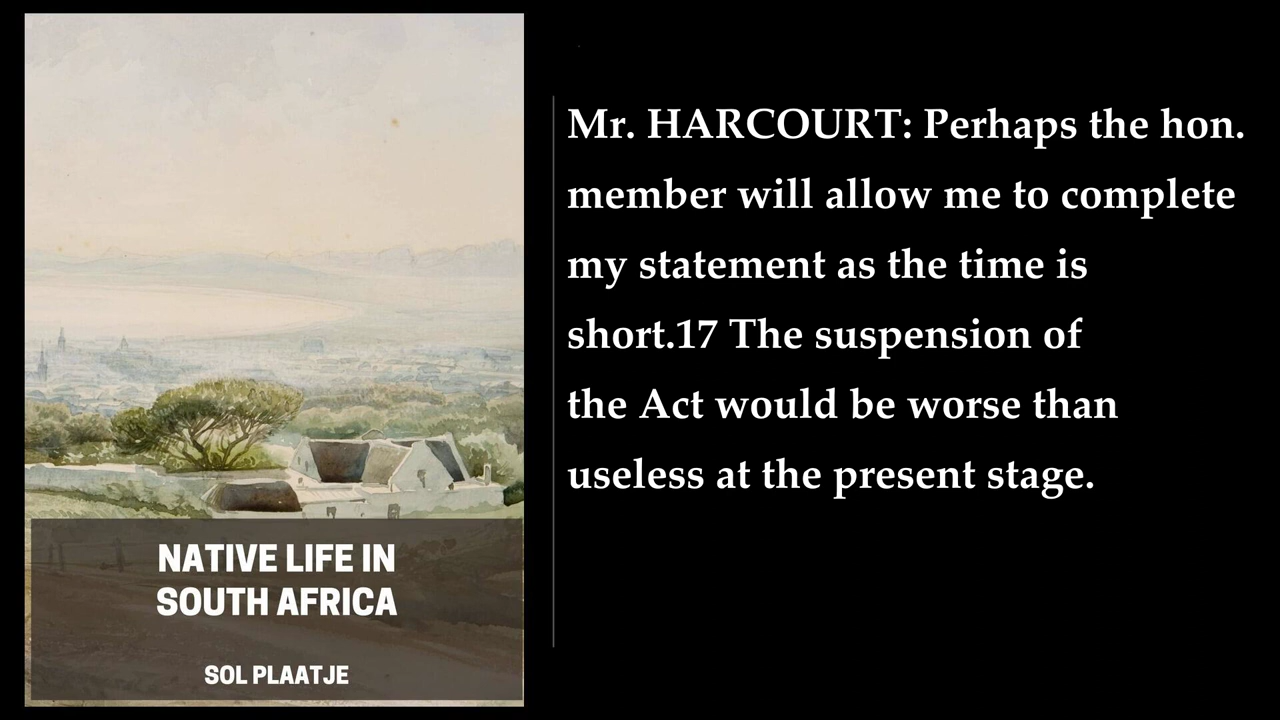 NATIVE LIFE IN
SOUTH AFRICA
SOL PLAATJE
Mr. HARCOURT: Perhaps the hon.
member will allow me to complete
my statement as the time is
short.17 The suspension of
the Act would be worse than
useless at the present stage.